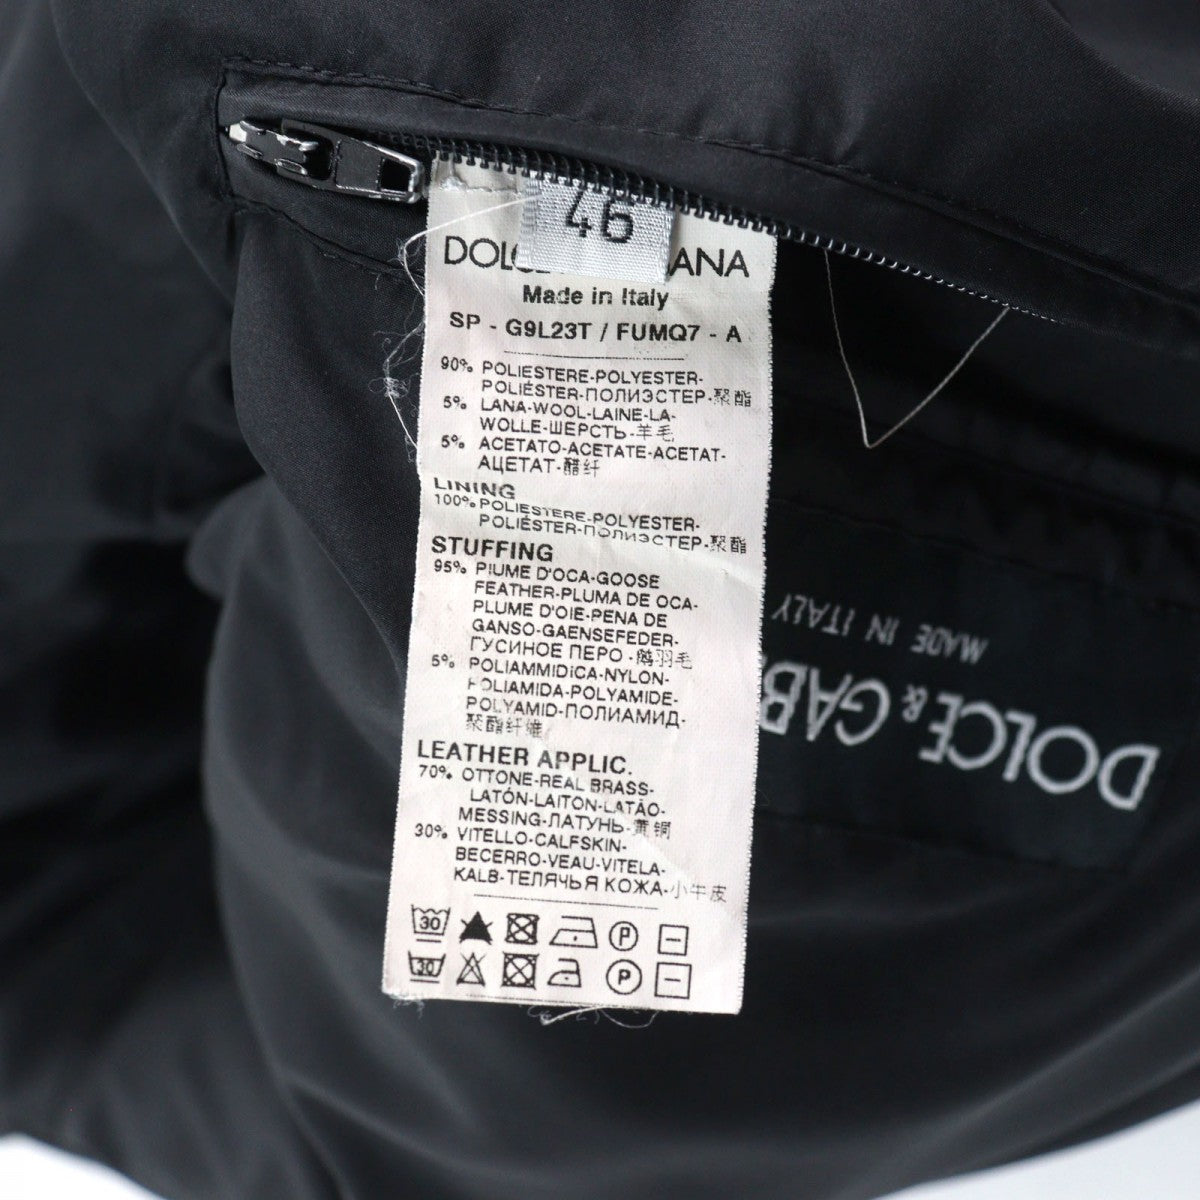 46
DOLC ANA
Made in Italy
SP - G9L23T / FUMQ7 - A
90% POLIESTERE-POLYESTER-
POLIÉSTER-ПОЛИЭСТЕР-聚酯
5% LANA-WOOL-LAINE-LA-
WOLLE-ШЕРСТЬ-羊毛
5% ACETATO-ACETATE-ACETAT-
АЦЕТАТ-醋纤
LINING
100% POLIESTERE-POLYESTER-
POLIÉSTER-ПОЛИЭСТЕР-聚酯
STUFFING
95% PIUME D'OCA-GOOSE
FEATHER-PLUMA DE OCA-
PLUME D'OIE-PENA DE
GANSO-GAENSEFEDER-
ГУСИНОЕ ПЕРО-鹅羽毛
5% POLIAMMIDICA-NYLON-
POLIAMIDA-POLYAMIDE-
POLYAMID-ПОЛИАМИД-
聚酯纤维
LEATHER APPLIC.
70% OTTONE-REAL BRASS-
LATÓN-LAITON-LATÃO-
MESSING-ЛАТУНЬ-黄铜
30% VITELLO-CALFSKIN-
BECERRO-VEAU-VITELA-
KALB-ТЕЛЯЧЬЯ КОЖА-小牛皮
30 P
30 P
DOLCE & GAB
MADE IN ITALY